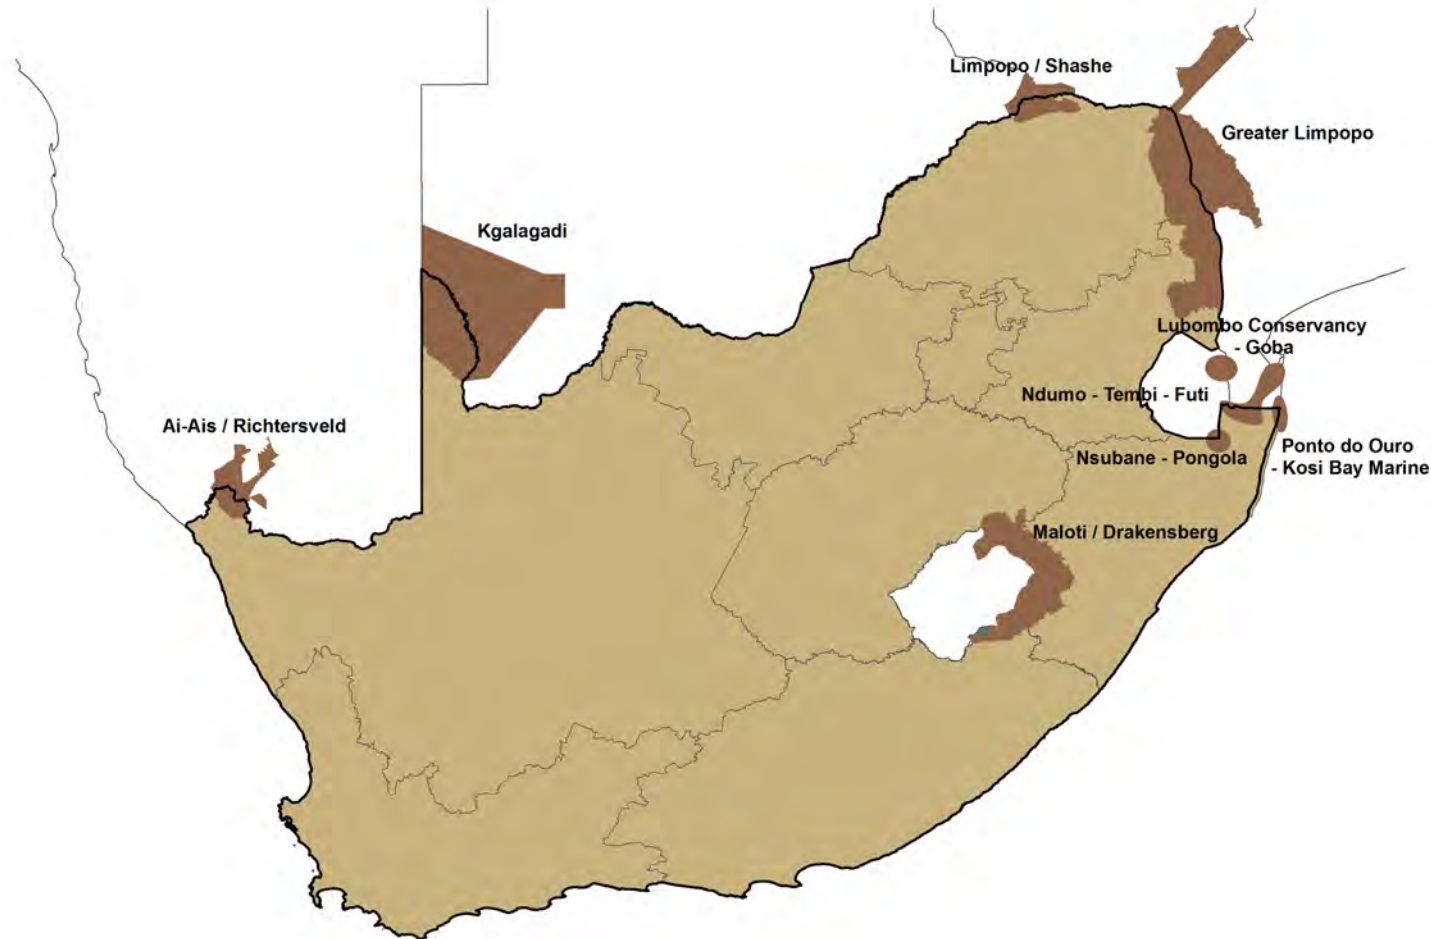 Limpopo / Shashe
Greater Limpopo
Kgalagadi
Lubombo Conservancy
- Goba
Ndumo - Tembi - Futi
Ai-Ais / Richtersveld
Nsubane - Pongola
Ponto do Ouro
- Kosi Bay Marine
Maloti / Drakensberg